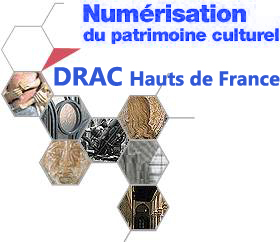 Numérisation
du patrimoine culturel
DRAC Hauts de France